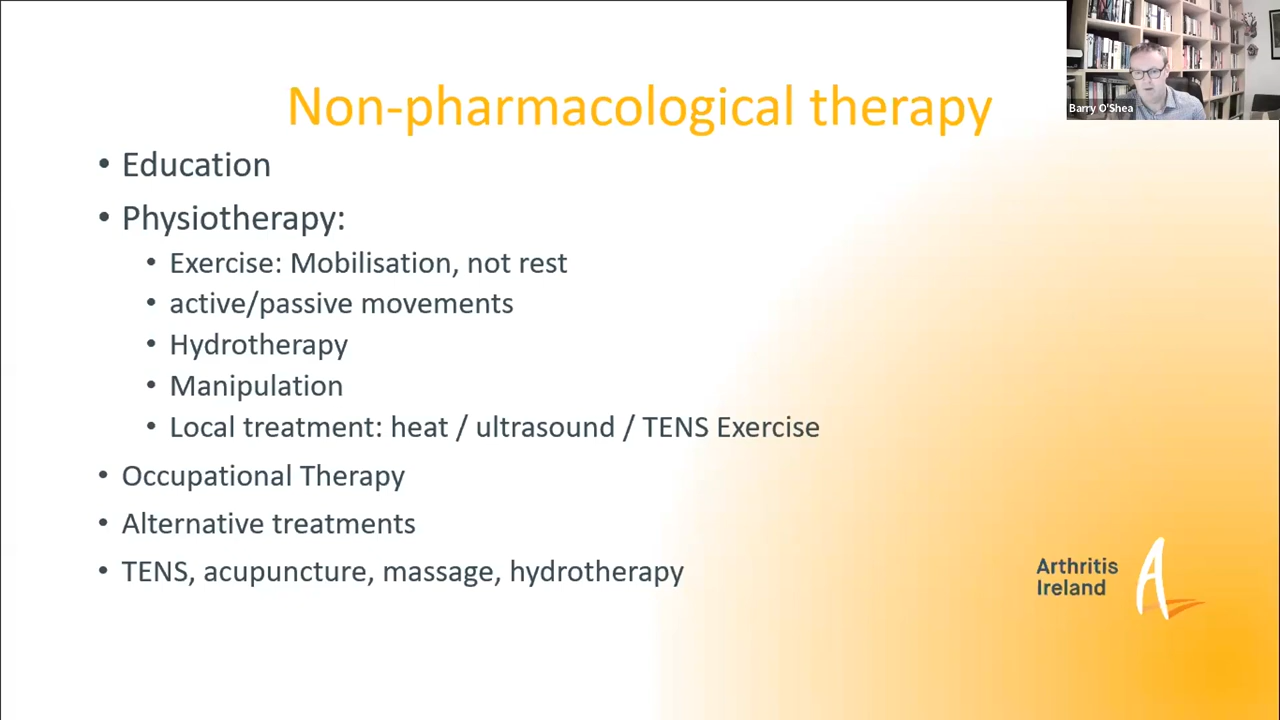 Non-pharmacological therapy
Barry O'Shea
• Education
• Physiotherapy:
• Exercise: Mobilisation, not rest
• active/passive movements
• Hydrotherapy
• Manipulation
• Local treatment: heat / ultrasound / TENS Exercise
• Occupational Therapy
• Alternative treatments
• TENS, acupuncture, massage, hydrotherapy
Arthritis
Ireland